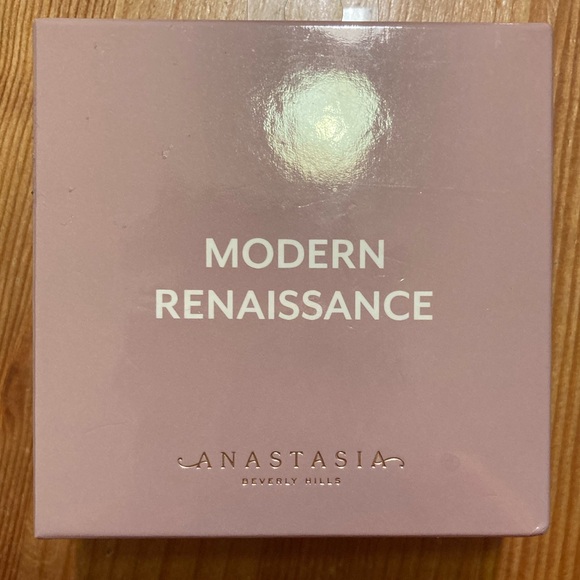 MODERN
RENAISSANCE
ANASTASIA
BEVERLY HILLS